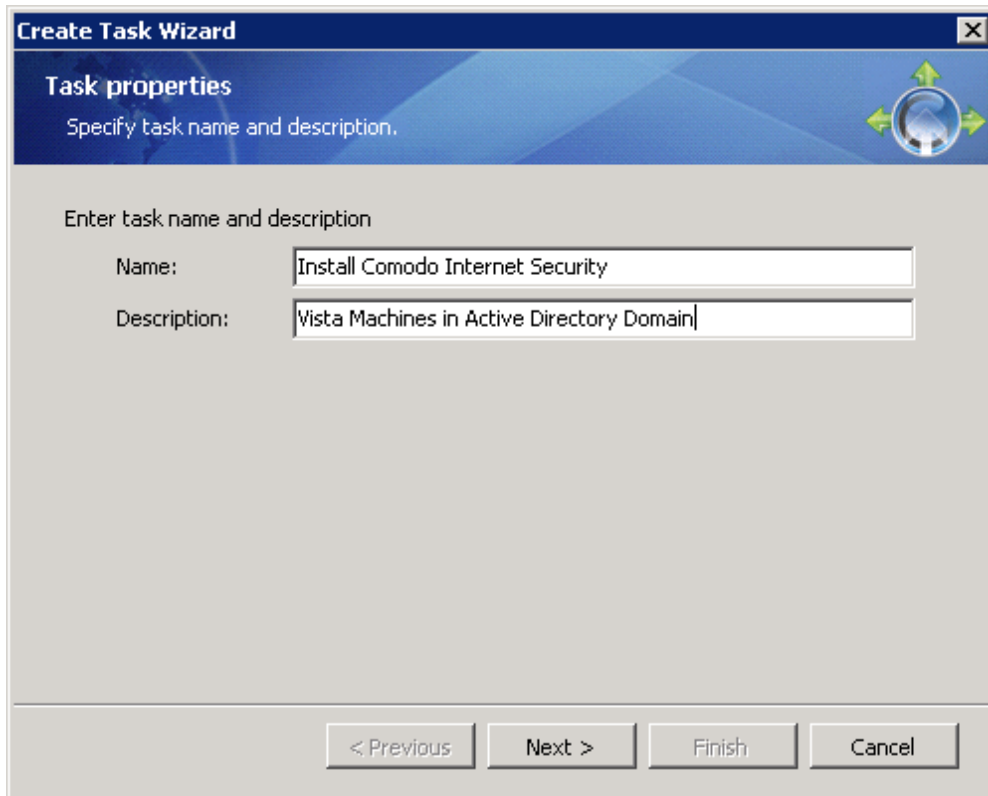 Create Task Wizard
Task properties
Specify task name and description.
Enter task name and description
Name: Install Comodo Internet Security
Description: Vista Machines in Active Directory Domain
< Previous Next > Finish Cancel